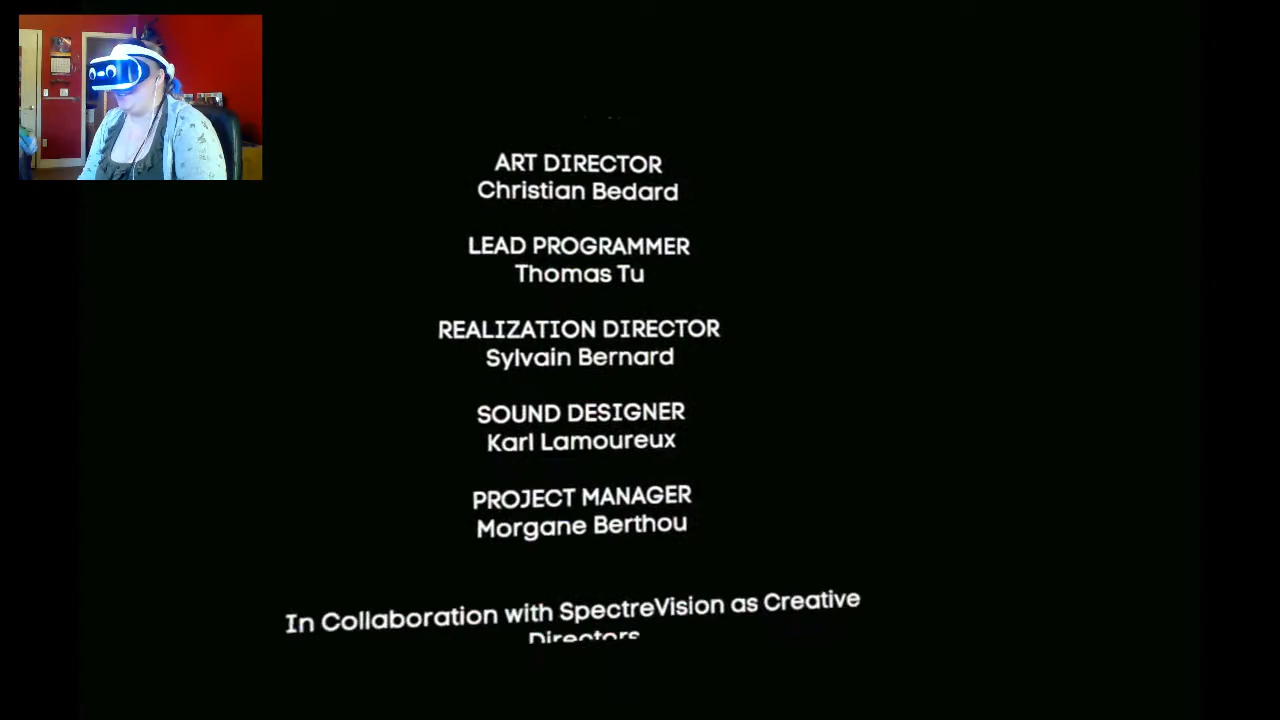 ART DIRECTOR
Christian Bedard
LEAD PROGRAMMER
Thomas Tu
REALIZATION DIRECTOR
Sylvain Bernard
SOUND DESIGNER
Karl Lamoureux
PROJECT MANAGER
Morgane Berthou
In Collaboration with SpectreVision as Creative
Directors